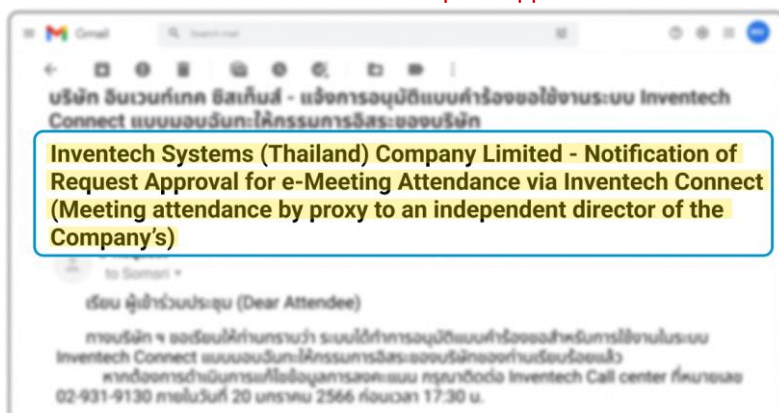 Gmail
บริษัท อินเวนท์เทค ซิสเท็มส์ - แจ้งการอนุมัติแบบคำร้องขอใช้งานระบบ Inventech
Connect แบบมอบฉันทะให้กรรมการอิสระของบริษัท
Inventech Systems (Thailand) Company Limited - Notification of
Request Approval for e-Meeting Attendance via Inventech Connect
(Meeting attendance by proxy to an independent director of the
Company's)
to Somsri
เรียน ผู้เข้าร่วมประชุม (Dear Attendee)
ทางบริษัท ฯ ขอเรียนให้ท่านทราบว่า ระบบได้ทำการอนุมัติแบบคำร้องขอสำหรับการใช้งานในระบบ
Inventech Connect แบบมอบฉันทะให้กรรมการอิสระของบริษัทของท่านเรียบร้อยแล้ว
หากต้องการดำเนินการแก้ไขข้อมูลการลงคะแนน กรุณาติดต่อ Inventech Call center ที่หมายเลข
02-931-9130 ภายในวันที่ 20 มกราคม 2566 ก่อนเวลา 17:30 น.